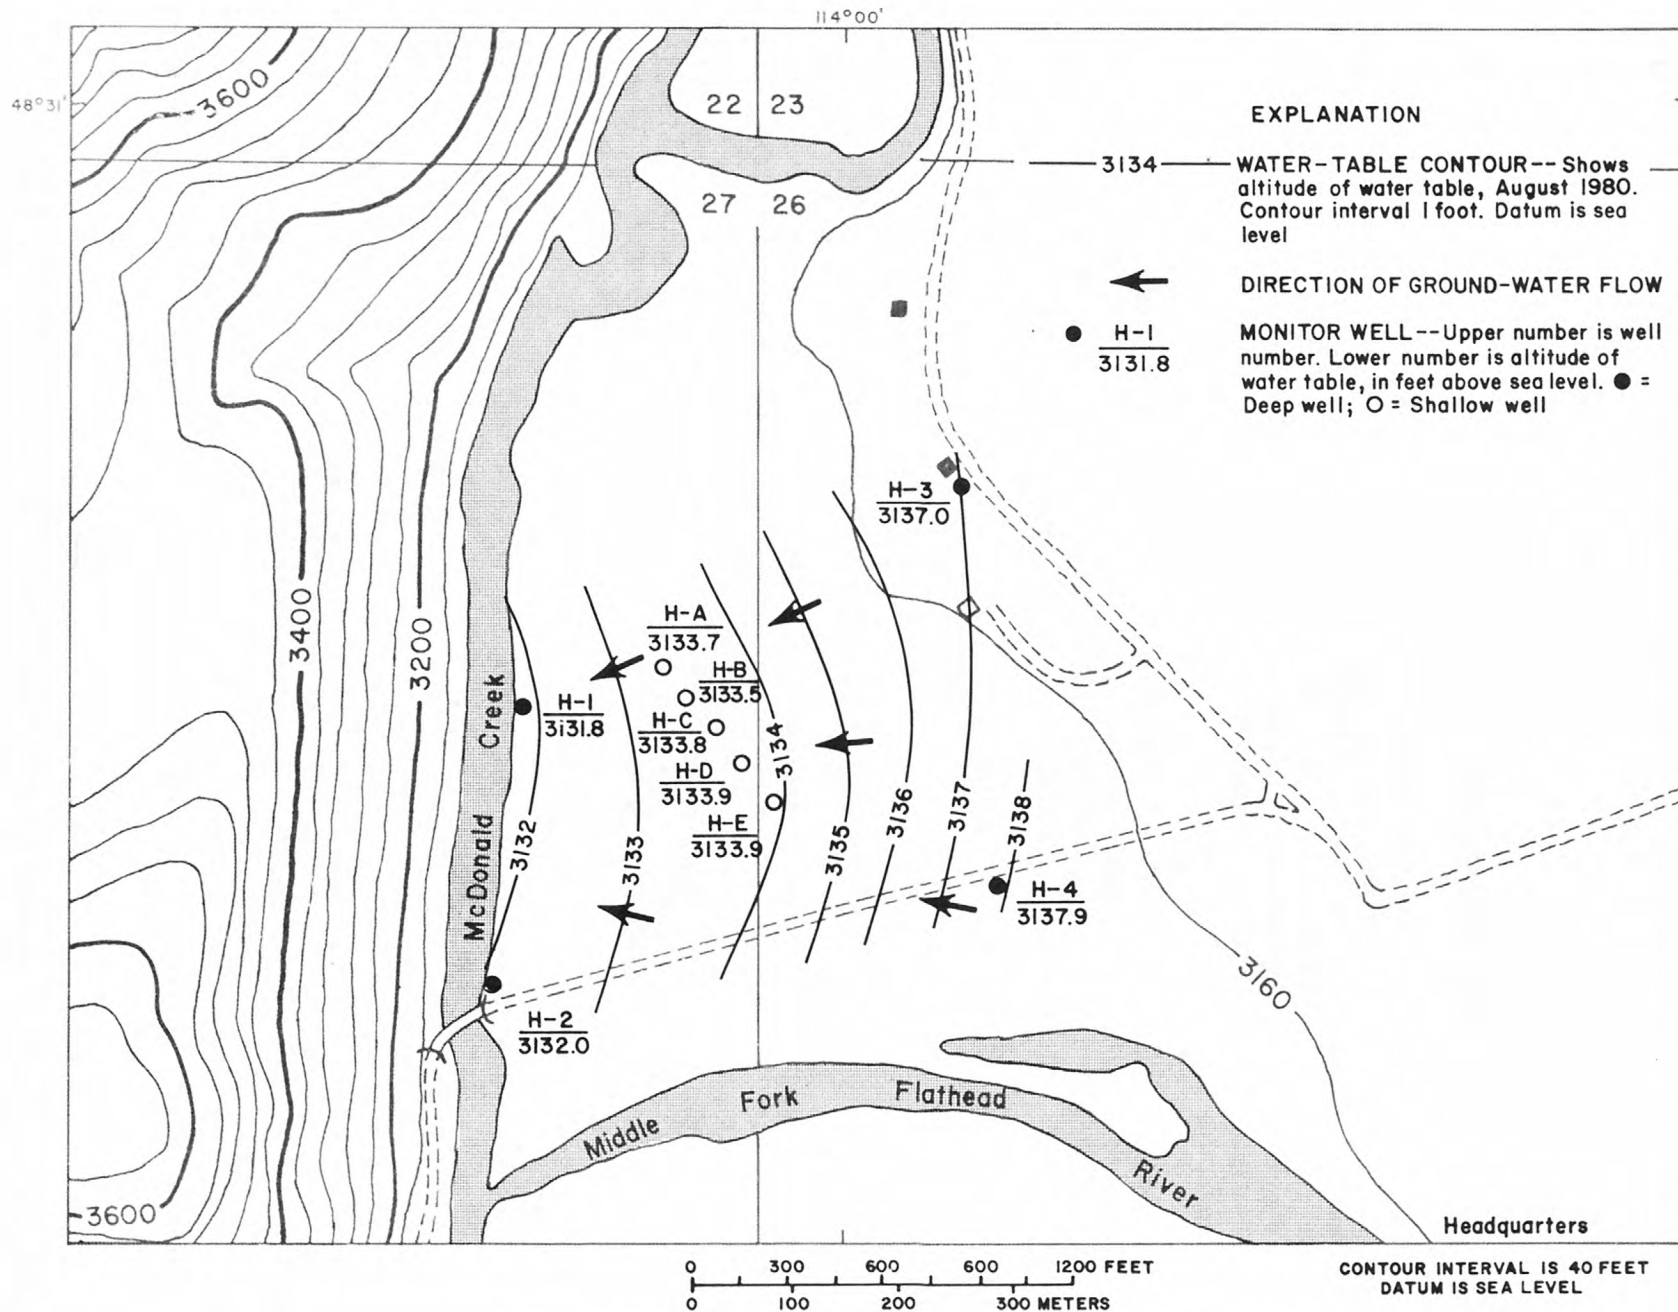 114°00'
48°31'
3600
22 23
27 26
EXPLANATION
3134
WATER-TABLE CONTOUR--Shows
altitude of water table, August 1980.
Contour interval 1 foot. Datum is sea
level
DIRECTION OF GROUND-WATER FLOW
H-1
3131.8
MONITOR WELL--Upper number is well
number. Lower number is altitude of
water table, in feet above sea level. ● =
Deep well; O = Shallow well
H-3
3137.0
3400
3200
H-A
3133.7
H-B
3133.5
H-1
3131.8
H-C
3133.8
H-D
3133.9
H-E
3133.9
McDonald Creek
3132
3133
3134
3135
3136
3137
3138
H-4
3137.9
H-2
3132.0
3160
Middle Fork Flathead River
3600
Headquarters
0 300 600 600 1200 FEET
0 100 200 300 METERS
CONTOUR INTERVAL IS 40 FEET
DATUM IS SEA LEVEL